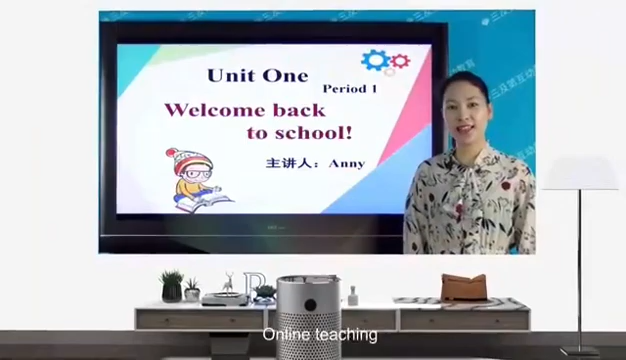 Unit One
Period 1
Welcome back
to school!
主讲人：Anny
Online teaching